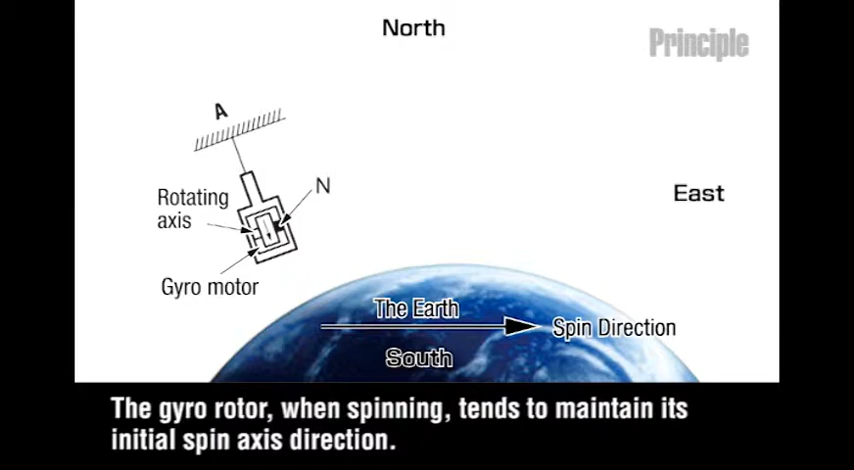 North
Principle
A
Rotating
axis
N
East
Gyro motor
The Earth
Spin Direction
South
The gyro rotor, when spinning, tends to maintain its
initial spin axis direction.